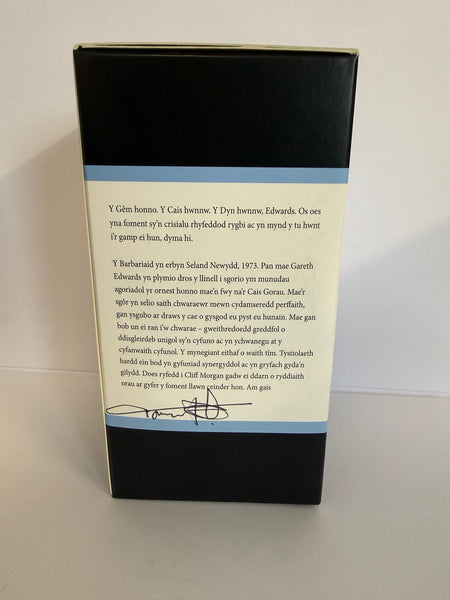 Y Gêm honno. Y Cais hwnnw. Y Dyn hwnnw, Edwards. Os oes
yna foment sy'n crisialu rhyfeddod rygbi ac yn mynd y tu hwnt
i'r gamp ei hun, dyma hi.
Y Barbariaid yn erbyn Seland Newydd, 1973. Pan mae Gareth
Edwards yn plymio dros y llinell i sgorio ym munudau
agoriadol yr ornest honno mae'n fwy na'r Cais Gorau. Mae'r
sgôr yn selio saith chwaraewr mewn cydamseredd perffaith,
gan ysgubo ar draws y cae o gysgod eu pyst eu hunain. Mae gan
bob un ei ran i'w chwarae – gweithredoedd greddfol o
ddisgleirdeb unigol sy'n cyfuno ac yn ychwanegu at y
cyfanwaith cyfunol. Y mynegiant eithaf o waith tîm. Tystiolaeth
hardd ein bod yn gyfuniad synergyddol ac yn gryfach gyda'n
gilydd. Does ryfedd i Cliff Morgan gadw ei ddarn o ryddiaith
orau ar gyfer y foment llawn ceinder hon. Am gais